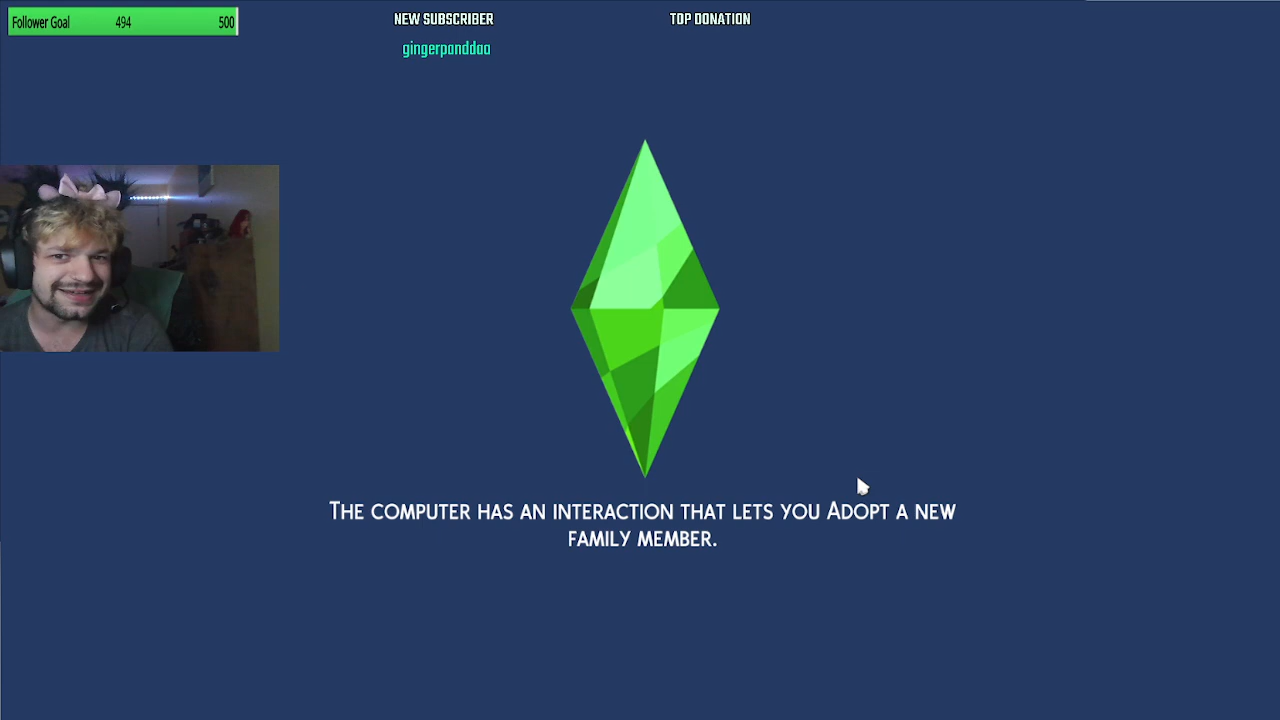 Follower Goal 494 500
NEW SUBSCRIBER
TOP DONATION
gingerpanddaa
THE COMPUTER HAS AN INTERACTION THAT LETS YOU ADOPT A NEW
FAMILY MEMBER.